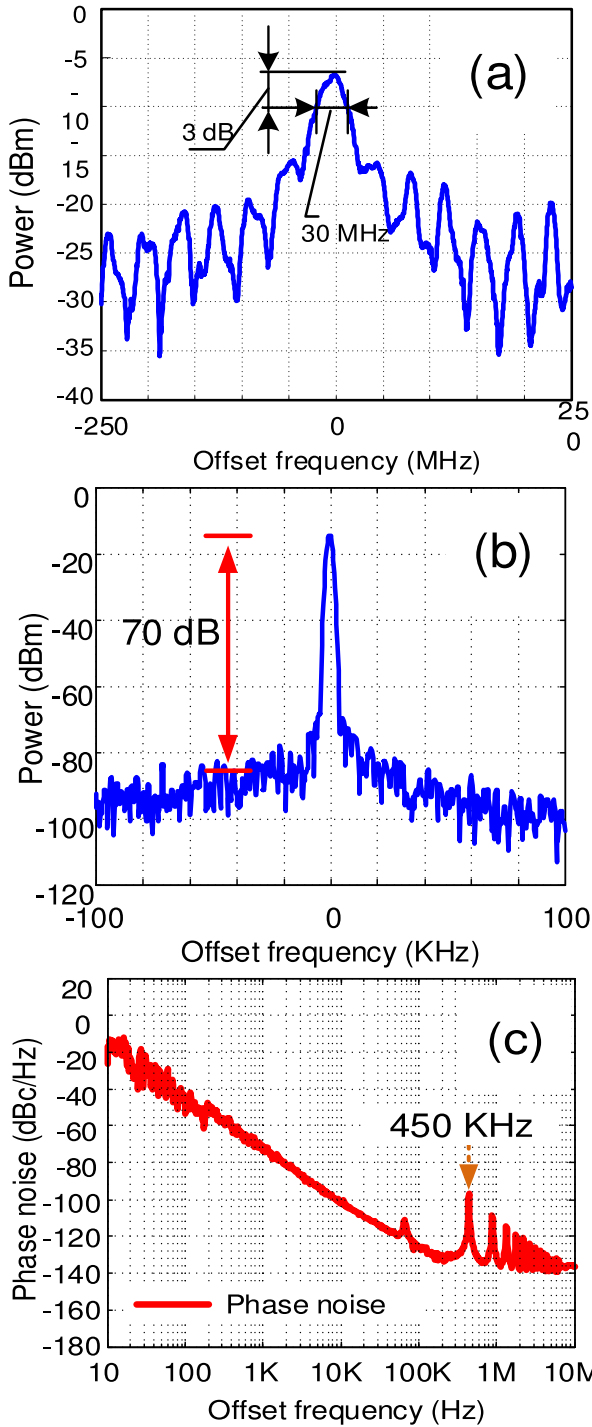 0
-5
10
-
15
-
-20
-25
-30
-35
-40
Power (dBm)
(a)
3 dB
30 MHz
-250
0
25
0
Offset frequency (MHz)
0
-20
-40
-60
-80
-100
-120
Power (dBm)
(b)
70 dB
-100
0
100
Offset frequency (KHz)
20
0
-20
-40
-60
-80
-100
-120
-140
-160
-180
Phase noise (dBc/Hz)
(c)
450 KHz
Phase noise
10
100
1K
10K
100K
1M
10M
Offset frequency (Hz)